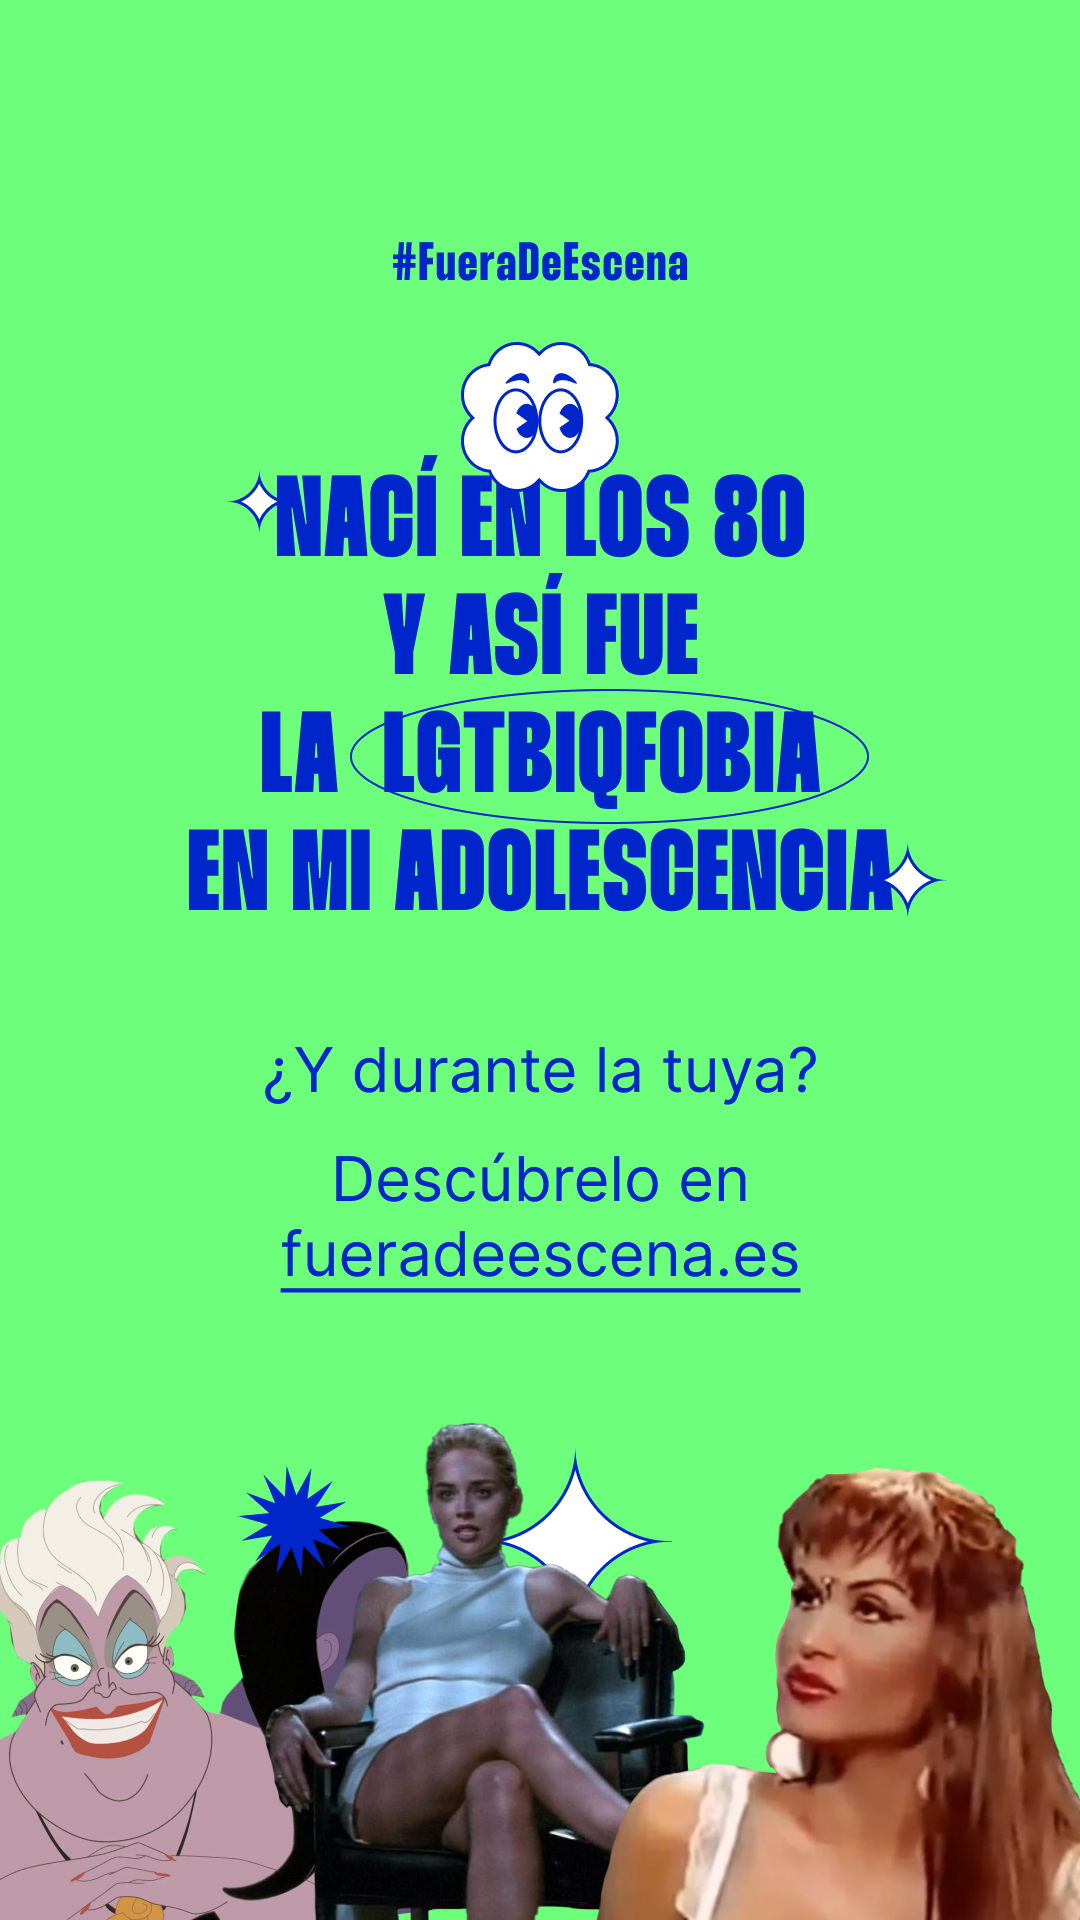 #FueraDeEscena
NACÍ EN LOS 80
Y ASÍ FUE
LA LGTBIQFOBIA
EN MI ADOLESCENCIA
¿Y durante la tuya?
Descúbrelo en
fueradeescena.es